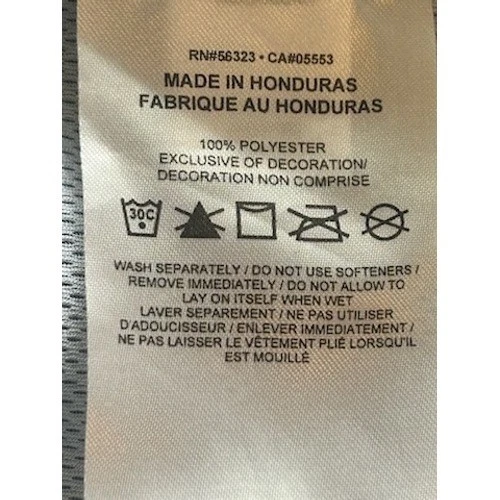 RN#56323 • CA#05553
MADE IN HONDURAS
FABRIQUE AU HONDURAS
100% POLYESTER
EXCLUSIVE OF DECORATION/
DECORATION NON COMPRISE
30C
WASH SEPARATELY / DO NOT USE SOFTENERS /
REMOVE IMMEDIATELY / DO NOT ALLOW TO
LAY ON ITSELF WHEN WET
LAVER SEPAREMENT / NE PAS UTILISER
D'ADOUCISSEUR / ENLEVER IMMEDIATEMENT /
NE PAS LAISSER LE VÊTEMENT PLIÉ LORSQU'IL
EST MOUILLÉ